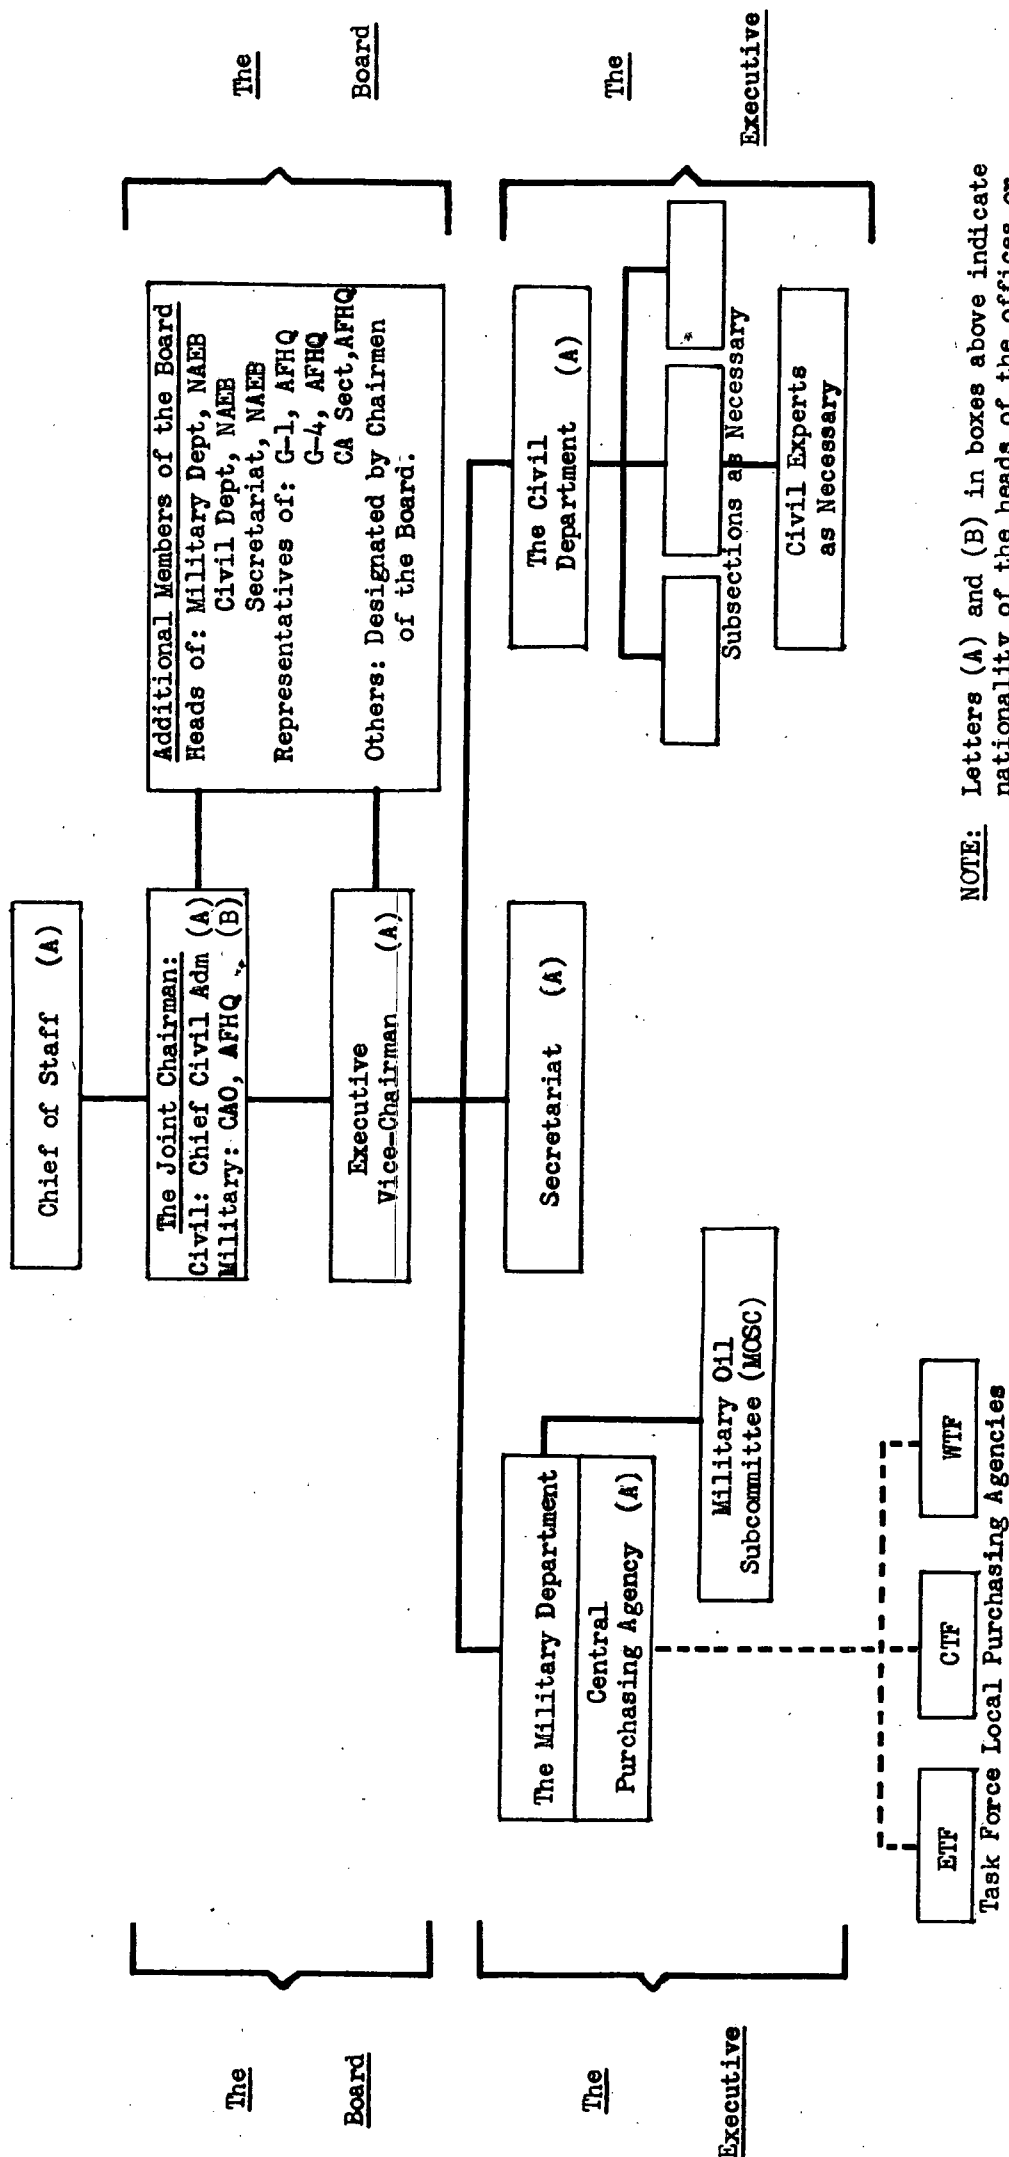 Chief of Staff (A)
The Joint Chairman:
Civil: Chief Civil Adm (A)
Military: CAO, AFHQ (B)
Executive
Vice-Chairman (A)
Additional Members of the Board
Heads of: Military Dept, NAEB
Civil Dept, NAEB
Secretariat, NAEB
Representatives of: G-1, AFHQ
G-4, AFHQ
CA Sect, AFHQ
Others: Designated by Chairmen
of the Board.
The
Board
The
Board
The
Executive
The
Executive
The Military Department
Central
Purchasing Agency (A)
Military Oil
Subcommittee (MOSC)
Secretariat (A)
The Civil
Department (A)
Subsections as Necessary
Civil Experts
as Necessary
ETF
CTF
WTF
Task Force Local Purchasing Agencies
NOTE: Letters (A) and (B) in boxes above indicate
nationality of the heads of the offices or